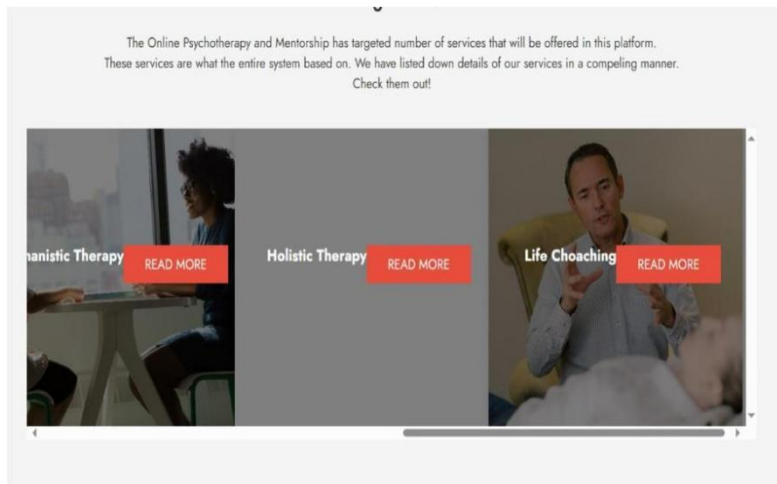 The Online Psychotherapy and Mentorship has targeted number of services that will be offered in this platform.
These services are what the entire system based on. We have listed down details of our services in a compeling manner.
Check them out!
nanistic Therapy READ MORE
Holistic Therapy READ MORE
Life Choaching READ MORE